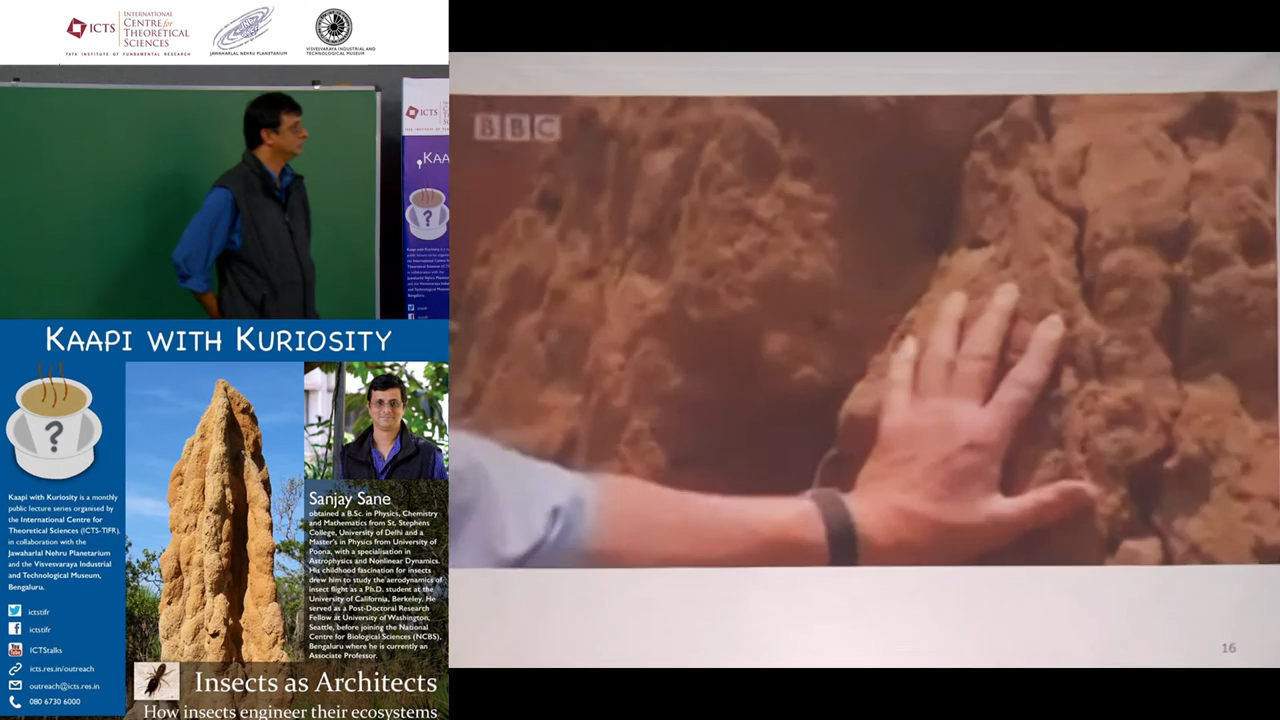 ICTS
INTERNATIONAL
CENTRE for
THEORETICAL
SCIENCES
TATA INSTITUTE OF FUNDAMENTAL RESEARCH
JAWAHARLAL NEHRU PLANETARIUM
VISVESVARAYA INDUSTRIAL AND
TECHNOLOGICAL MUSEUM
ICTS
KAA
?
BBC
KAAPI WITH KURIOSITY
?
Kaapi with Kuriosity is a monthly
public lecture series organised by
the International Centre for
Theoretical Sciences (ICTS-TIFR),
in collaboration with the
Jawaharlal Nehru Planetarium
and the Visvesvaraya Industrial
and Technological Museum,
Bengaluru.
ictstifr
ictstifr
You
Tube
ICTStalks
icts.res.in/outreach
outreach@icts.res.in
080 6730 6000
Sanjay Sane
obtained a B.Sc. in Physics, Chemistry
and Mathematics from St. Stephens
College, University of Delhi and a
Master's in Physics from University of
Poona, with a specialisation in
Astrophysics and Nonlinear Dynamics.
His childhood fascination for insects
drew him to study the aerodynamics of
insect flight as a Ph.D. student at the
University of California, Berkeley. He
served as a Post-Doctoral Research
Fellow at University of Washington,
Seattle, before joining the National
Centre for Biological Sciences (NCBS),
Bengaluru where he is currently an
Associate Professor.
Insects as Architects
How insects engineer their ecosystems
16